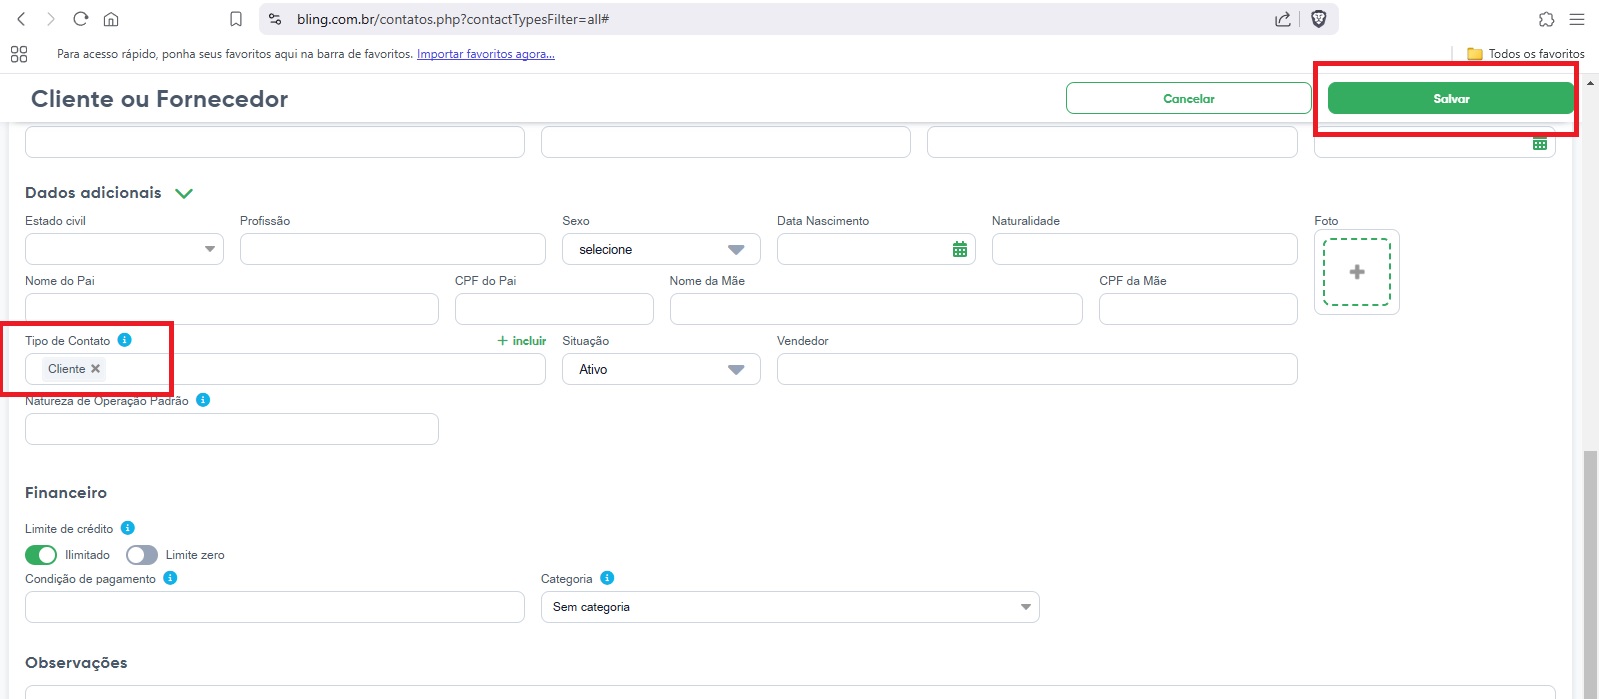 bling.com.br/contatos.php?contactTypesFilter=all#
Para acesso rápido, ponha seus favoritos aqui na barra de favoritos. Importar favoritos agora...
Todos os favoritos
Cliente ou Fornecedor
Cancelar
Salvar
Dados adicionais
Estado civil
Profissão
Sexo
Data Nascimento
Naturalidade
Foto
selecione
Nome do Pai
CPF do Pai
Nome da Mãe
CPF da Mãe
Tipo de Contato
+ incluir
Situação
Vendedor
Cliente
Ativo
Natureza de Operação Padrão
Financeiro
Limite de crédito
Ilimitado
Limite zero
Condição de pagamento
Categoria
Sem categoria
Observações